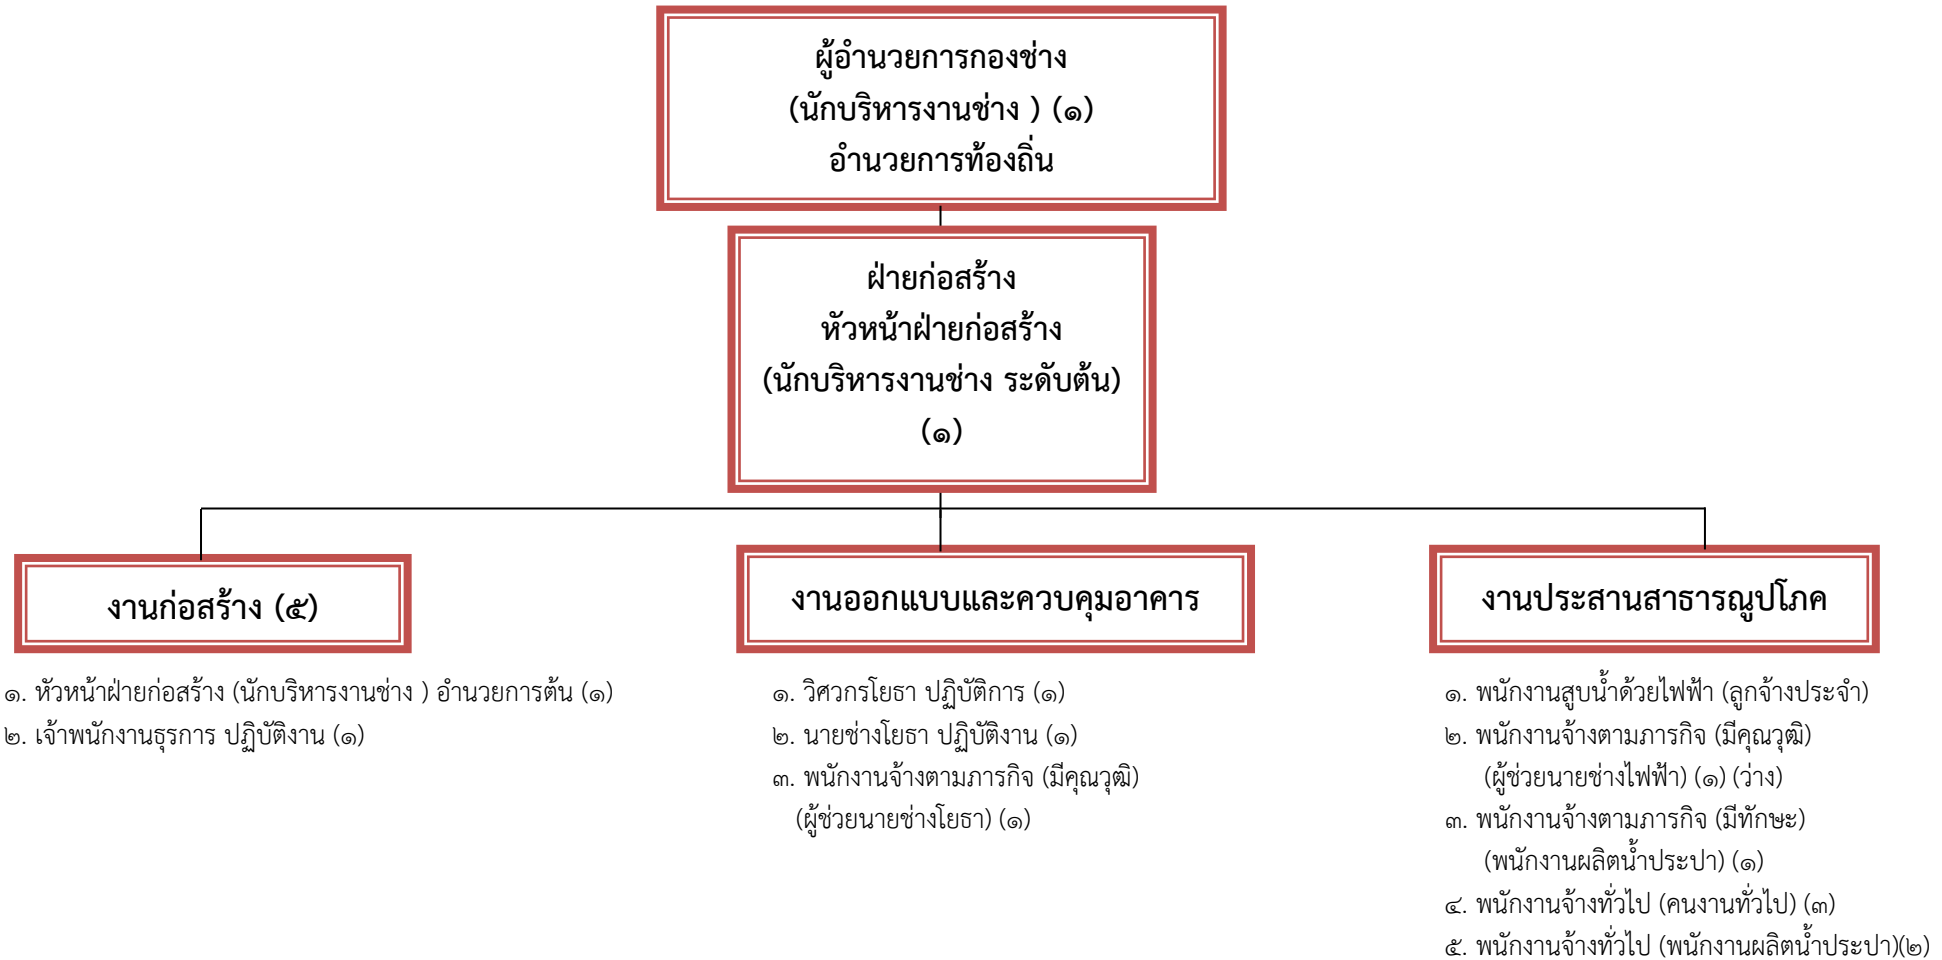 ผู้อำนวยการกองช่าง
(นักบริหารงานช่าง ) (๑)
อำนวยการท้องถิ่น
ฝ่ายก่อสร้าง
หัวหน้าฝ่ายก่อสร้าง
(นักบริหารงานช่าง ระดับต้น)
(๑)
งานก่อสร้าง (๕)
๑. หัวหน้าฝ่ายก่อสร้าง (นักบริหารงานช่าง ) อำนวยการต้น (๑)
๒. เจ้าพนักงานธุรการ ปฏิบัติงาน (๑)
งานออกแบบและควบคุมอาคาร
๑. วิศวกรโยธา ปฏิบัติการ (๑)
๒. นายช่างโยธา ปฏิบัติงาน (๑)
๓. พนักงานจ้างตามภารกิจ (มีคุณวุฒิ)
(ผู้ช่วยนายช่างโยธา) (๑)
งานประสานสาธารณูปโภค
๑. พนักงานสูบน้ำด้วยไฟฟ้า (ลูกจ้างประจำ)
๒. พนักงานจ้างตามภารกิจ (มีคุณวุฒิ)
(ผู้ช่วยนายช่างไฟฟ้า) (๑) (ว่าง)
๓. พนักงานจ้างตามภารกิจ (มีทักษะ)
(พนักงานผลิตน้ำประปา) (๑)
๔. พนักงานจ้างทั่วไป (คนงานทั่วไป) (๓)
๕. พนักงานจ้างทั่วไป (พนักงานผลิตน้ำประปา)(๒)